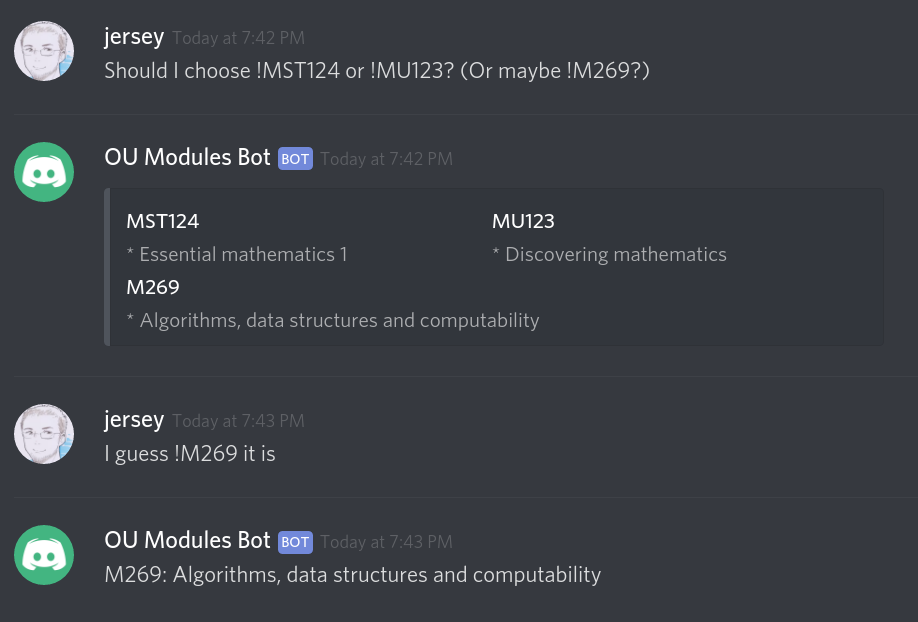 jersey Today at 7:42 PM
Should I choose !MST124 or !MU123? (Or maybe !M269?)
OU Modules Bot BOT Today at 7:42 PM
MST124 MU123
* Essential mathematics 1 * Discovering mathematics
M269
* Algorithms, data structures and computability
jersey Today at 7:43 PM
I guess !M269 it is
OU Modules Bot BOT Today at 7:43 PM
M269: Algorithms, data structures and computability